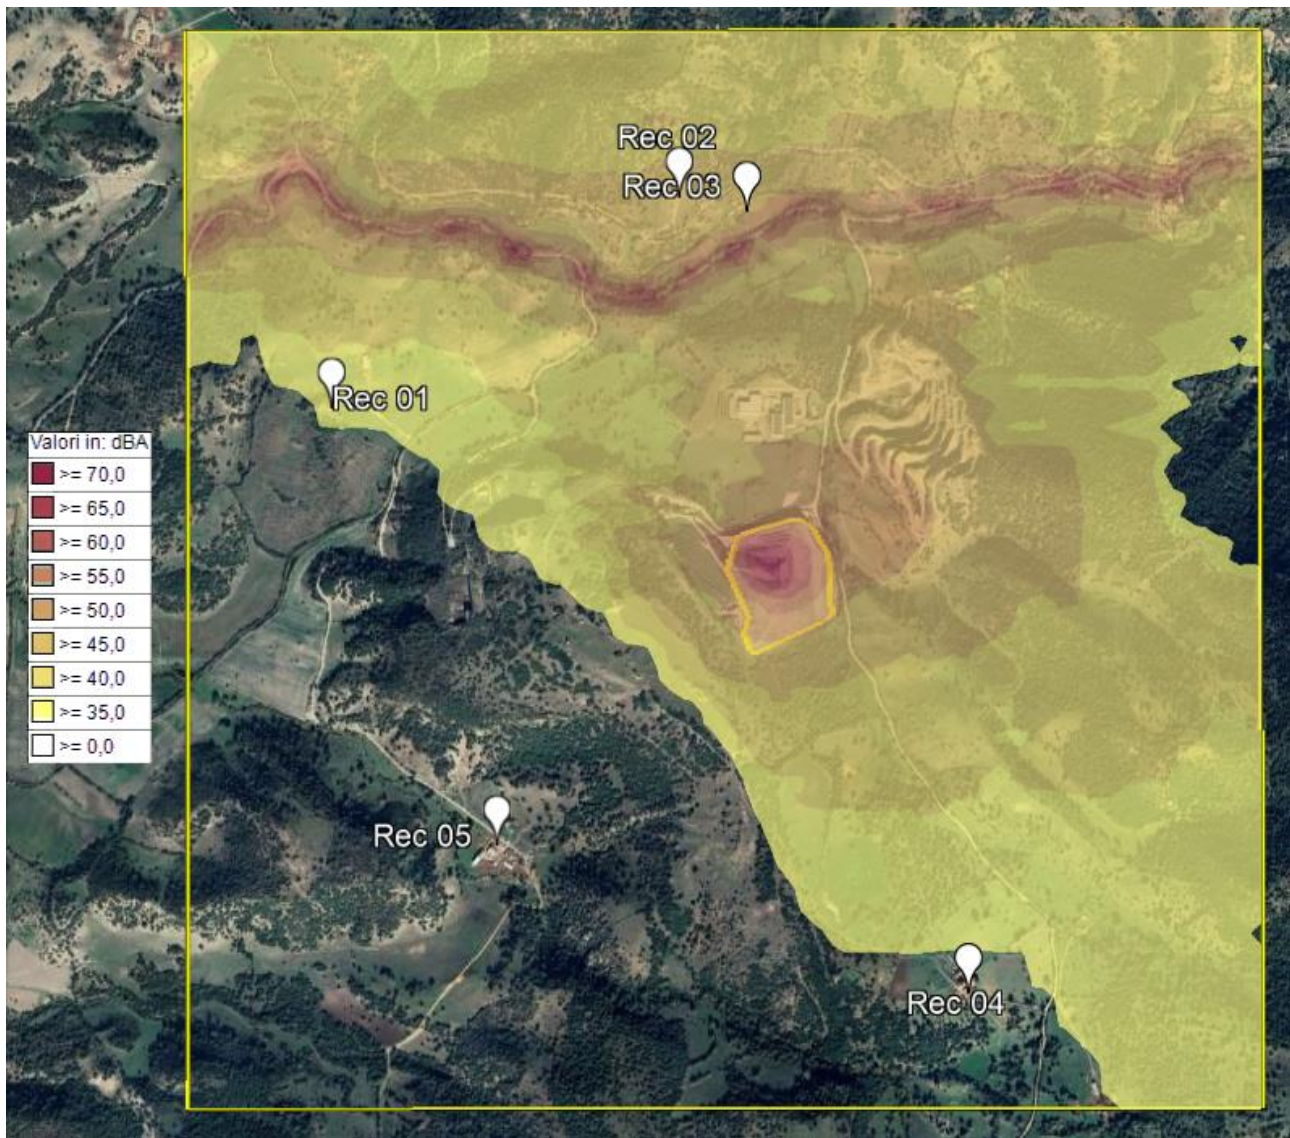 Rec 02
Rec 03
Rec 01
Valori in: dBA
>= 70,0
>= 65,0
>= 60,0
>= 55,0
>= 50,0
>= 45,0
>= 40,0
>= 35,0
>= 0,0
Rec 05
Rec 04